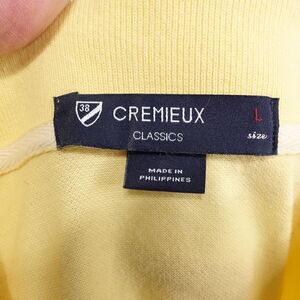 38
CREMIEUX
CLASSICS
L
size
MADE IN
PHILIPPINES